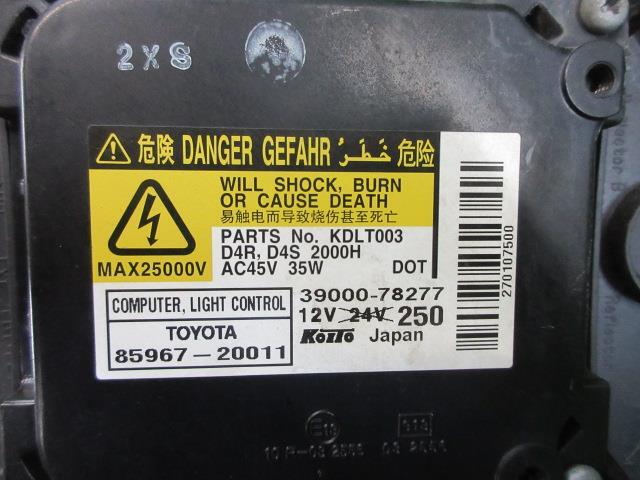 2XS
危険 DANGER GEFAHR خَطَرُ 危险
WILL SHOCK, BURN
OR CAUSE DEATH
易触电而导致烧伤甚至死亡
MAX25000V
PARTS No. KDLT003
D4R, D4S 2000H
AC45V 35W DOT
COMPUTER, LIGHT CONTROL
TOYOTA
85967-20011
39000-78277
12V 24V 250
Koito Japan
270107500